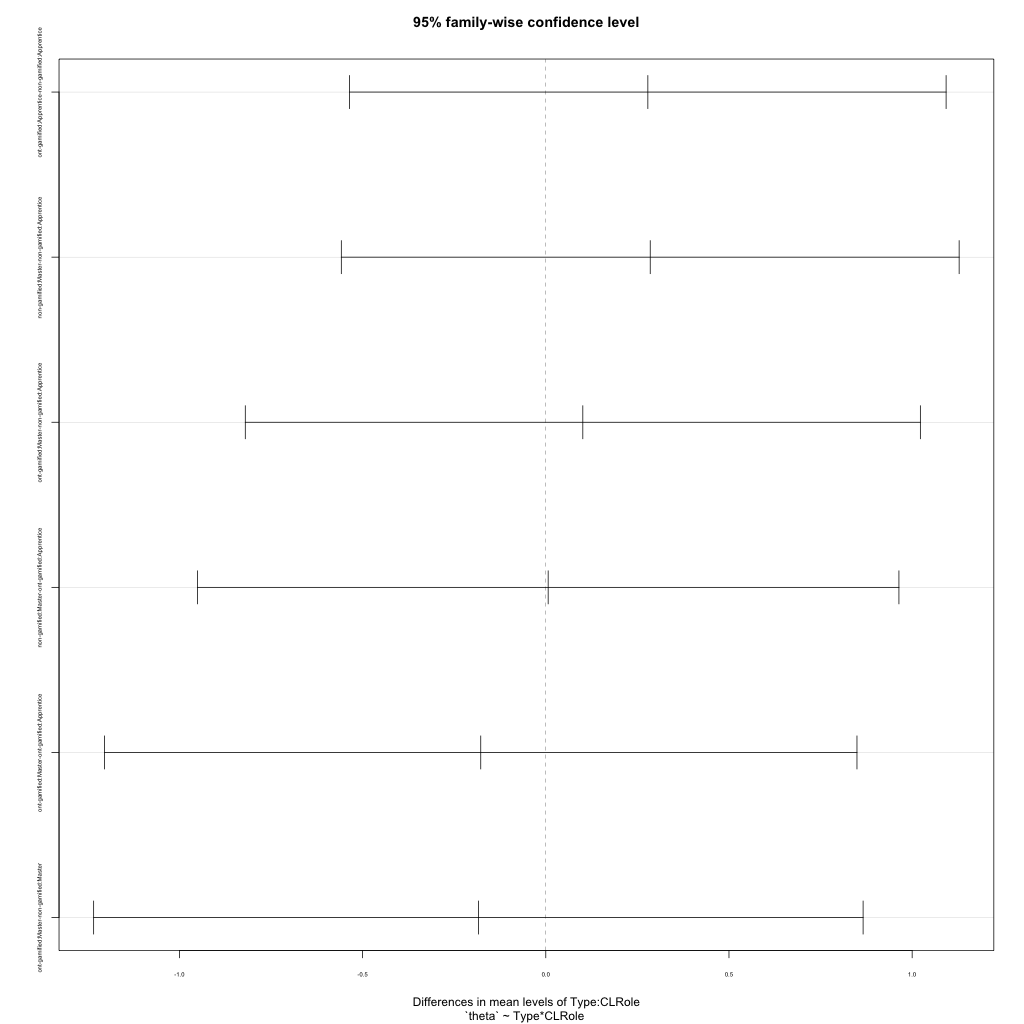 95% family-wise confidence level
ont-gamified:Apprentice-non-gamified:Apprentice
non-gamified:Master-non-gamified:Apprentice
ont-gamified:Master-non-gamified:Apprentice
non-gamified:Master-ont-gamified:Apprentice
ont-gamified:Master-ont-gamified:Apprentice
ont-gamified:Master-non-gamified:Master
-1.0 -0.5 0.0 0.5 1.0
Differences in mean levels of Type:CLRole
`theta` ~ Type*CLRole